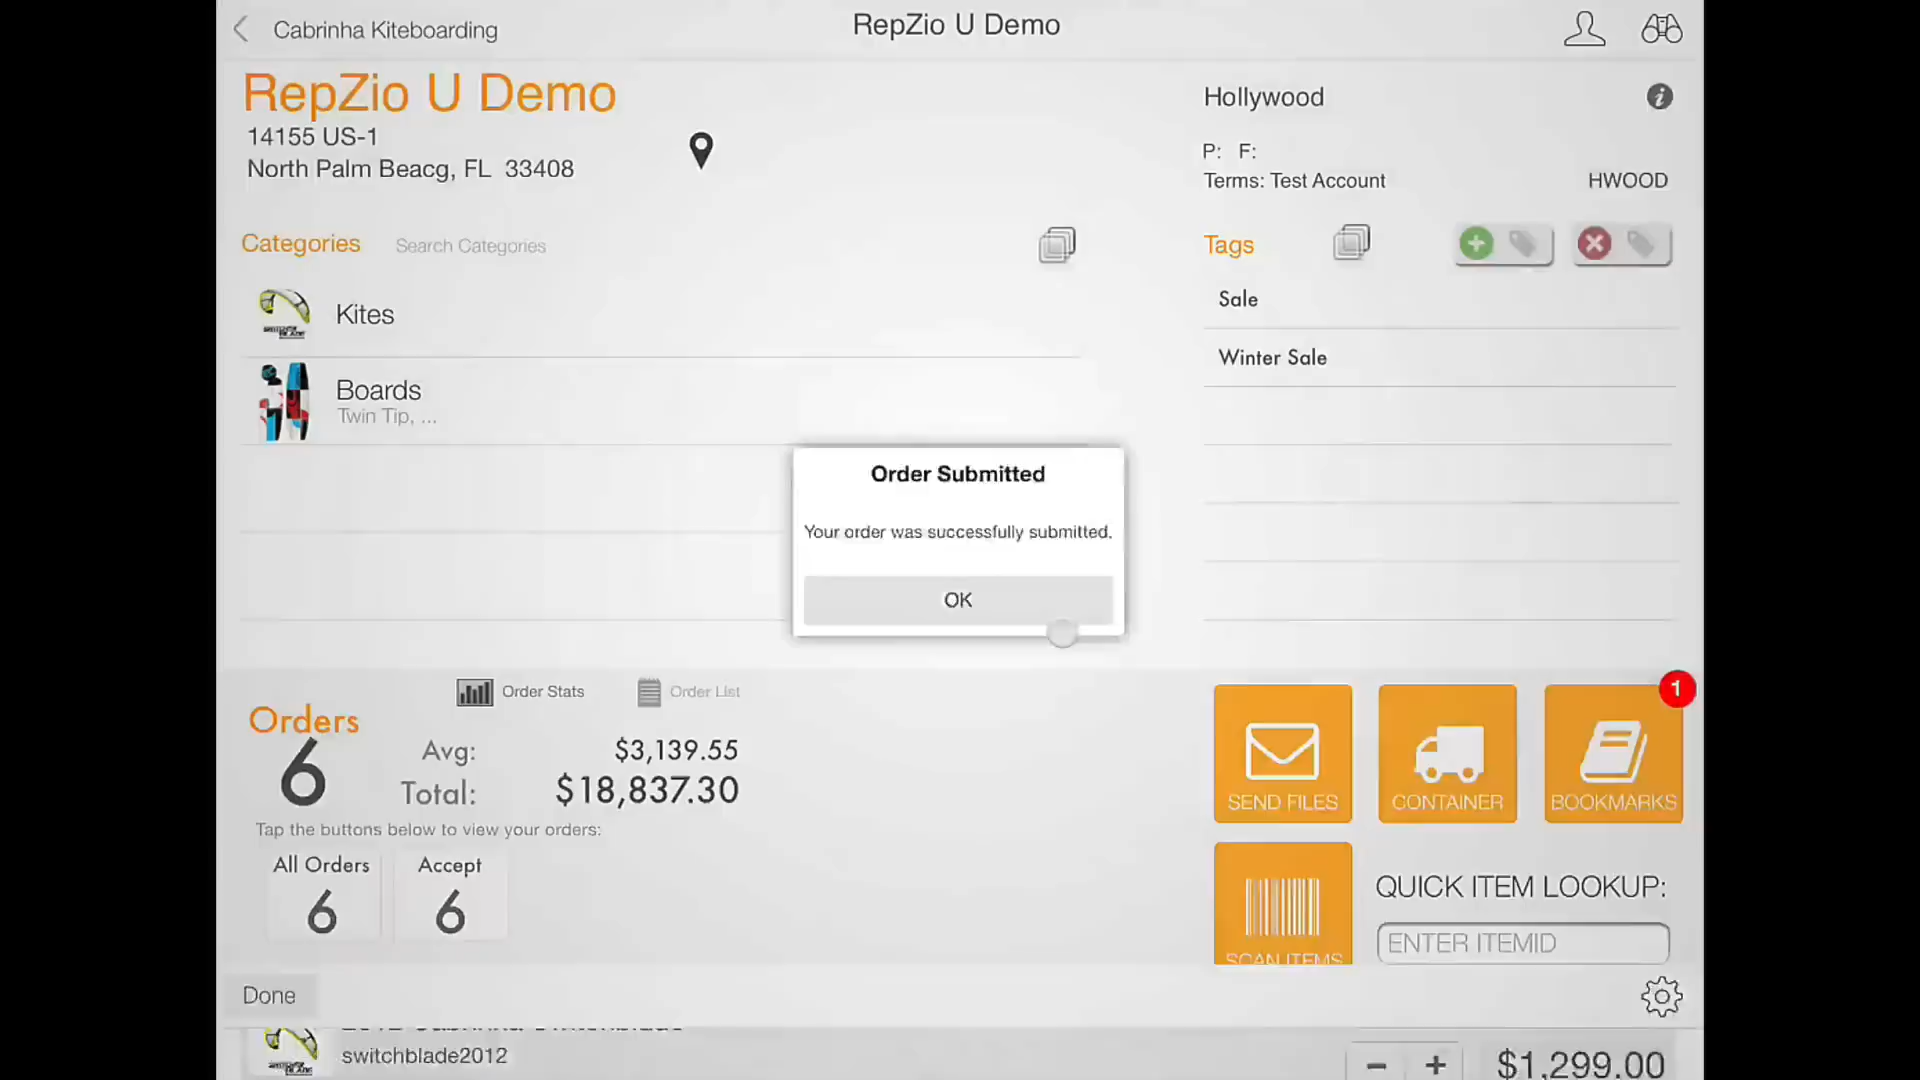 Cabrinha Kiteboarding
RepZio U Demo
RepZio U Demo
14155 US-1
North Palm Beacg, FL 33408
Hollywood
P: F:
Terms: Test Account
HWOOD
Categories
Search Categories
Tags
Kites
Boards
Twin Tip, ...
Sale
Winter Sale
Order Submitted
Your order was successfully submitted.
OK
Order Stats
Order List
Orders
6
Avg: $3,139.55
Total: $18,837.30
Tap the buttons below to view your orders:
All Orders
6
Accept
6
1
SEND FILES
CONTAINER
BOOKMARKS
SCAN ITEMS
QUICK ITEM LOOKUP:
ENTER ITEMID
Done
switchblade2012
- +
$1,299.00